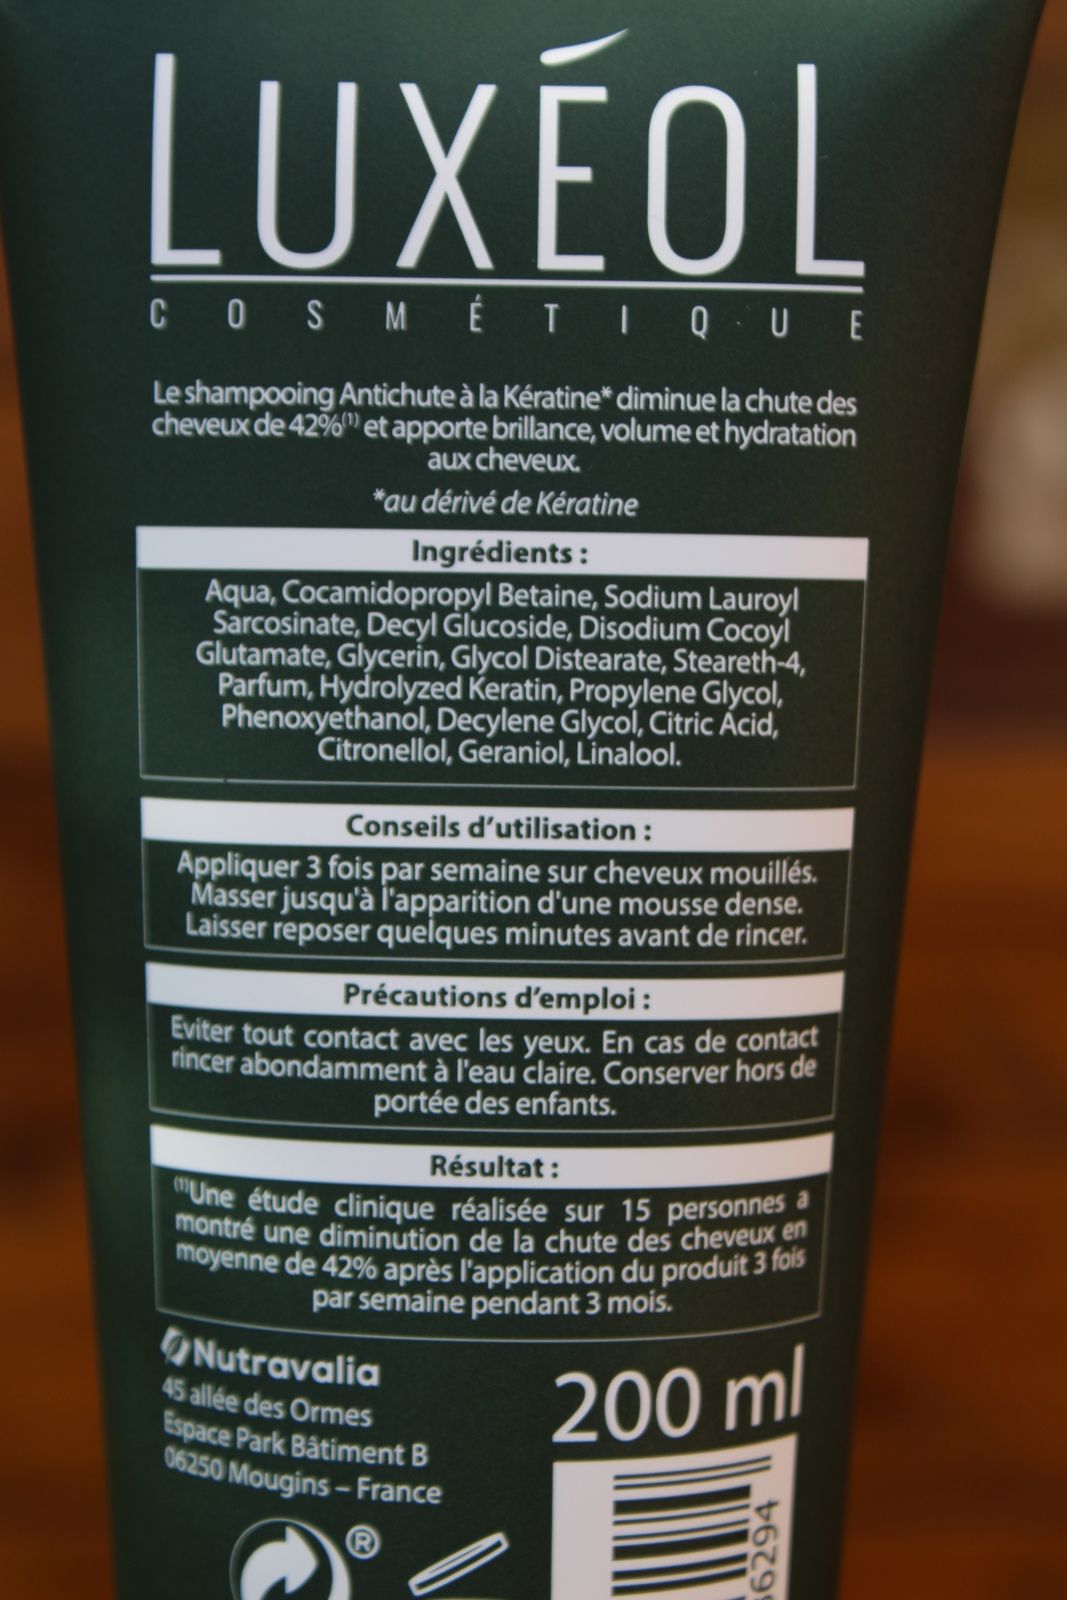 LUXÉOL
COSMÉTIQUE
Le shampooing Antichute à la Kératine* diminue la chute des
cheveux de 42%(1) et apporte brillance, volume et hydratation
aux cheveux.
*au dérivé de Kératine
Ingrédients :
Aqua, Cocamidopropyl Betaine, Sodium Lauroyl
Sarcosinate, Decyl Glucoside, Disodium Cocoyl
Glutamate, Glycerin, Glycol Distearate, Steareth-4,
Parfum, Hydrolyzed Keratin, Propylene Glycol,
Phenoxyethanol, Decylene Glycol, Citric Acid,
Citronellol, Geraniol, Linalool.
Conseils d'utilisation :
Appliquer 3 fois par semaine sur cheveux mouillés.
Masser jusqu'à l'apparition d'une mousse dense.
Laisser reposer quelques minutes avant de rincer.
Précautions d'emploi :
Eviter tout contact avec les yeux. En cas de contact
rincer abondamment à l'eau claire. Conserver hors de
portée des enfants.
Résultat :
(1)Une étude clinique réalisée sur 15 personnes a
montré une diminution de la chute des cheveux en
moyenne de 42% après l'application du produit 3 fois
par semaine pendant 3 mois.
Nutravalia
45 allée des Ormes
Espace Park Bâtiment B
06250 Mougins – France
200 ml
®